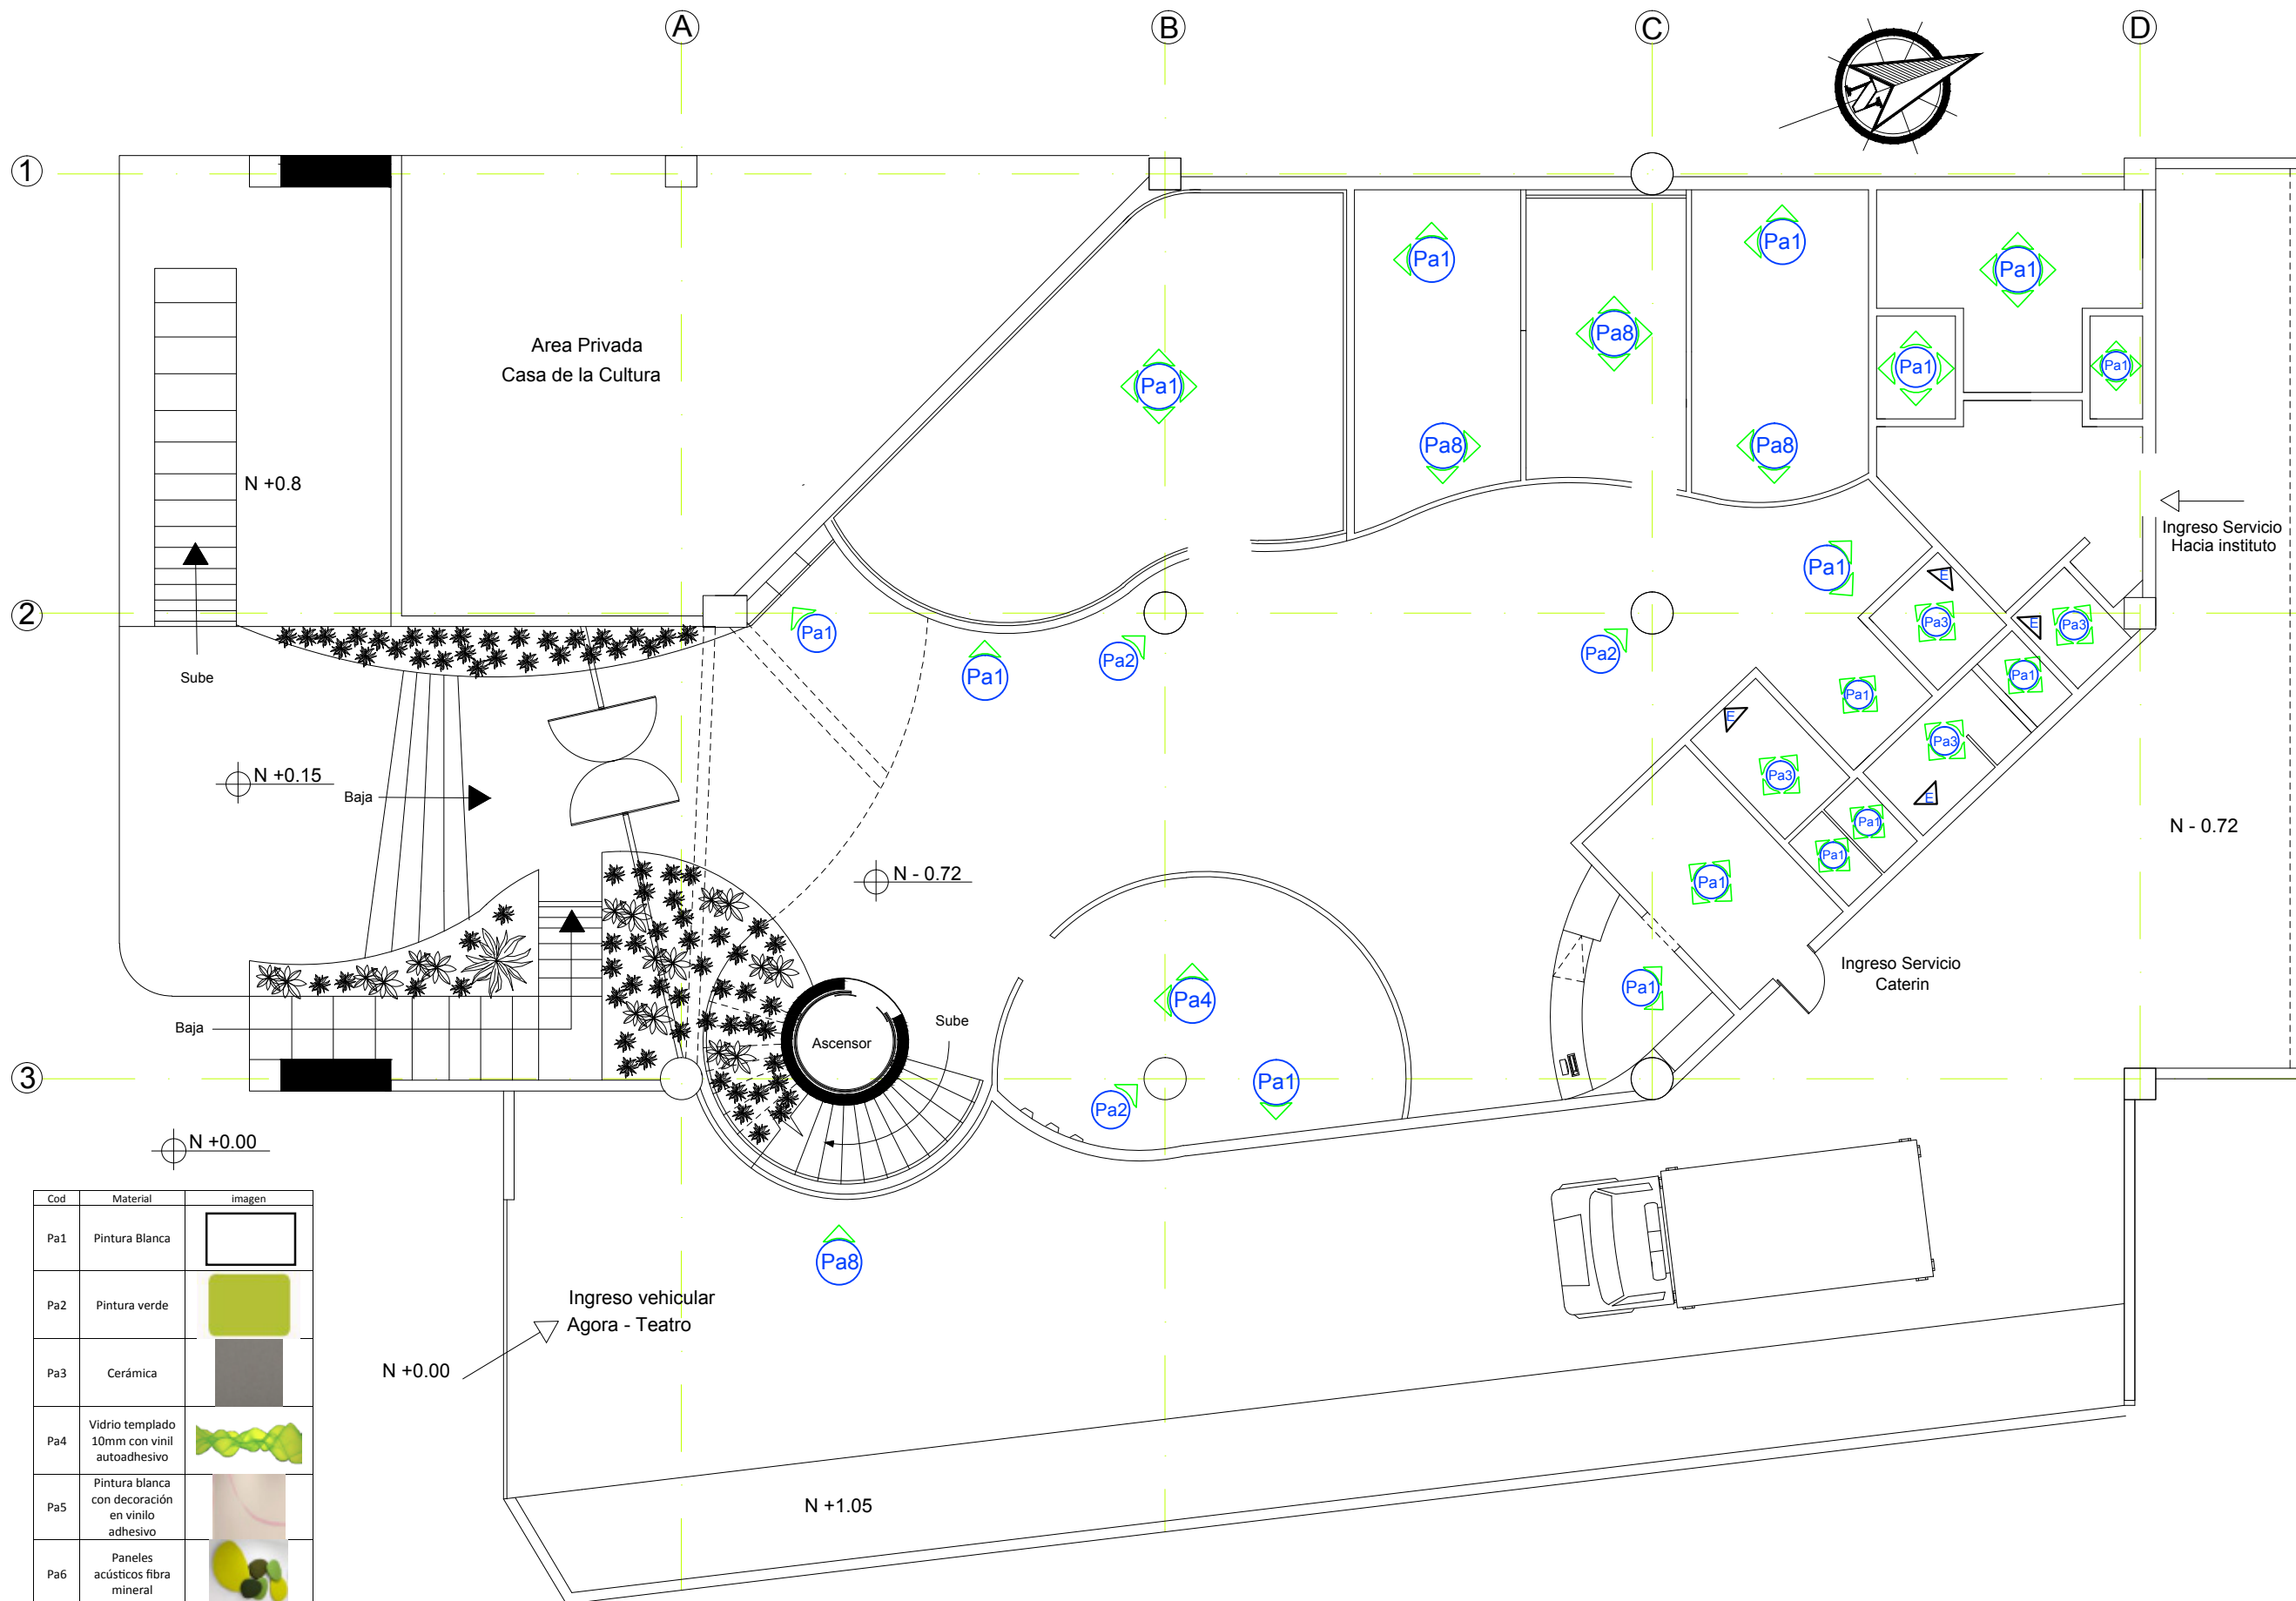 A
B
C
D
N
1
Pa1
Pa1
Pa1
Area Privada
Casa de la Cultura
Pa8
Pa1
Pa1
Pa1
Pa8
Pa8
N +0.8
Ingreso Servicio
Hacia instituto
Pa1
E
2
Pa1
Pa2
Pa2
Pa3
E
Pa3
Sube
Pa1
Pa1
Pa1
E
Pa3
N +0.15
Baja
Pa3
E
Pa1
N - 0.72
Pa1
N - 0.72
Pa1
Ingreso Servicio
Caterin
Pa4
Pa1
Baja
Sube
Ascensor
3
Pa2
Pa1
N +0.00
Pa8
Ingreso vehicular
Agora - Teatro
N +0.00
N +1.05
Cod Material imagen
Pa1 Pintura Blanca
Pa2 Pintura verde
Pa3 Cerámica
Pa4 Vidrio templado
10mm con vinil
autoadhesivo
Pa5 Pintura blanca
con decoración
en vinilo
adhesivo
Pa6 Paneles
acústicos fibra
mineral